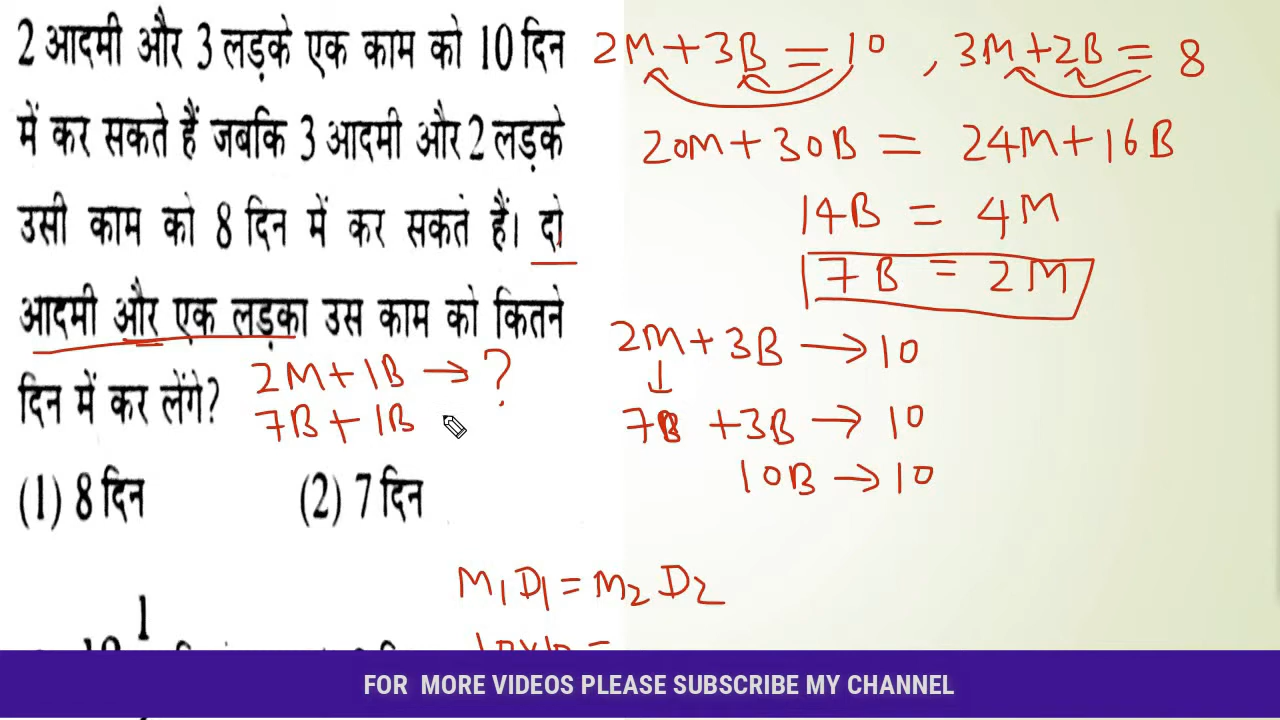 2 आदमी और 3 लड़के एक काम को 10 दिन
में कर सकते हैं जबकि 3 आदमी और 2 लड़के
उसी काम को 8 दिन में कर सकते हैं। दो
आदमी और एक लड़का उस काम को कितने
दिन में कर लेंगे?
(1) 8 दिन (2) 7 दिन
2M+1B → ?
7B + 1B
2M+3B = 10 , 3M+2B = 8
20M+30B = 24M+16B
14B = 4M
7B = 2M
2M+3B → 10
7B +3B → 10
10B → 10
M1D1 = M2D2
10×10 =
FOR MORE VIDEOS PLEASE SUBSCRIBE MY CHANNEL